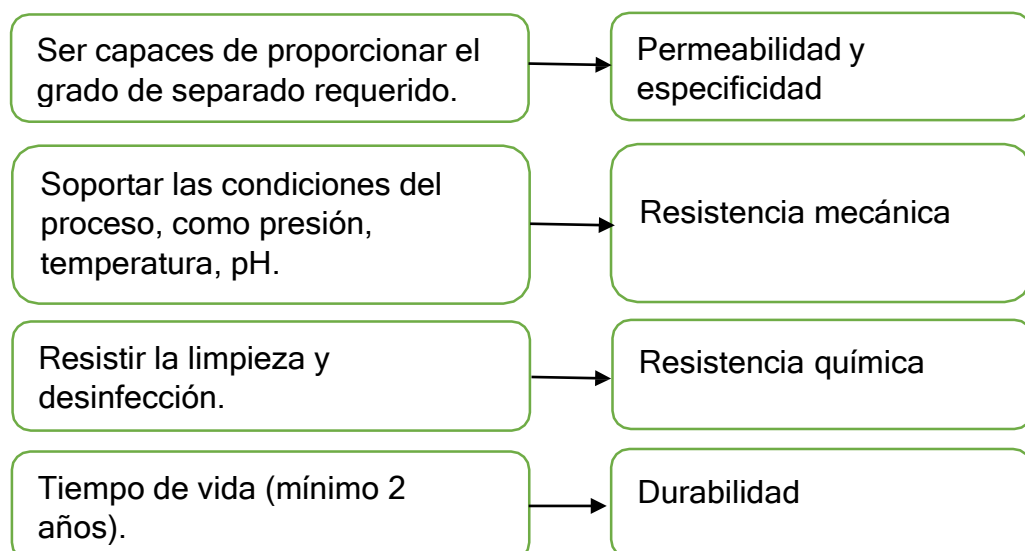 Ser capaces de proporcionar el
grado de separado requerido.
Permeabilidad y
especificidad
Soportar las condiciones del
proceso, como presión,
temperatura, pH.
Resistencia mecánica
Resistir la limpieza y
desinfección.
Resistencia química
Tiempo de vida (mínimo 2
años).
Durabilidad